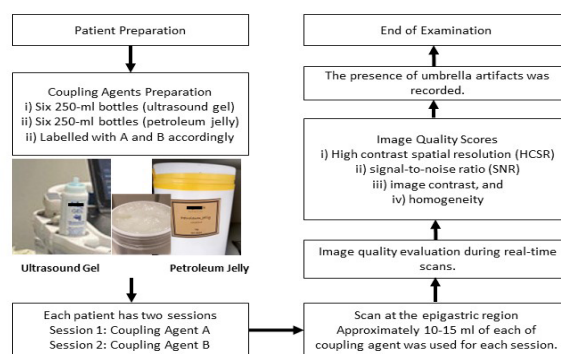 Patient Preparation
Coupling Agents Preparation
i) Six 250-ml bottles (ultrasound gel)
ii) Six 250-ml bottles (petroleum jelly)
ii) Labelled with A and B accordingly
Ultrasound Gel
Petroleum Jelly
Each patient has two sessions
Session 1: Coupling Agent A
Session 2: Coupling Agent B
Scan at the epigastric region
Approximately 10-15 ml of each of
coupling agent was used for each session.
Image quality evaluation during real-time
scans.
Image Quality Scores
i) High contrast spatial resolution (HCSR)
ii) signal-to-noise ratio (SNR)
iii) image contrast, and
iv) homogeneity
The presence of umbrella artifacts was
recorded.
End of Examination